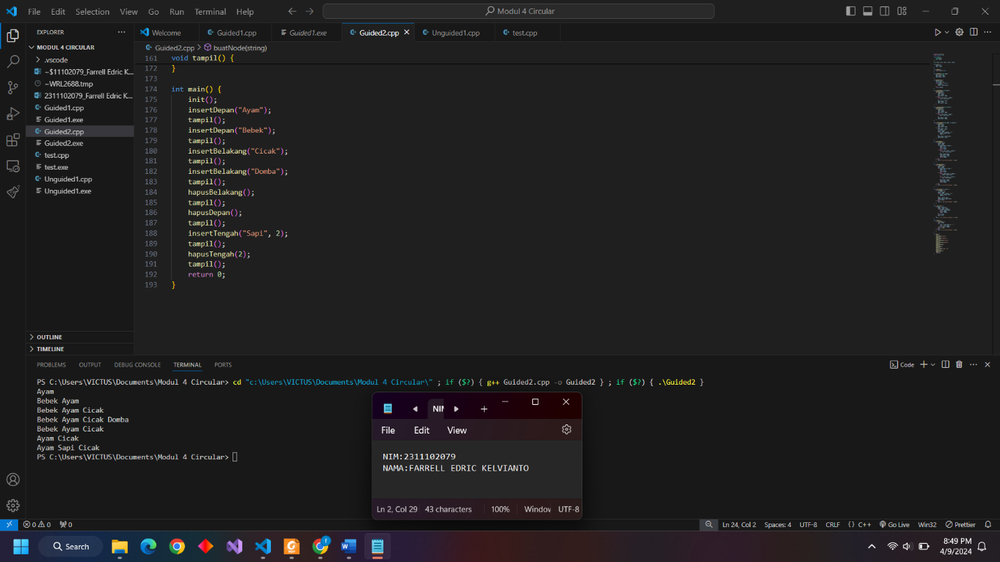 File Edit Selection View Go Run Terminal Help
Modul 4 Circular
EXPLORER
MODUL 4 CIRCULAR
.vscode
~$11102079_Farrell Edric K...
~WRL2688.tmp
2311102079_Farrell Edric K...
Guided1.cpp
Guided1.exe
Guided2.cpp
Guided2.exe
test.cpp
test.exe
Unguided1.cpp
Unguided1.exe
OUTLINE
TIMELINE
Welcome Guided1.cpp Guided1.exe Guided2.cpp Unguided1.cpp test.cpp
Guided2.cpp > buatNode(string)
161 void tampil() {
172 }
173
174 int main() {
175 init();
176 insertDepan("Ayam");
177 tampil();
178 insertDepan("Bebek");
179 tampil();
180 insertBelakang("Cicak");
181 tampil();
182 insertBelakang("Domba");
183 tampil();
184 hapusBelakang();
185 tampil();
186 hapusDepan();
187 tampil();
188 insertTengah("Sapi", 2);
189 tampil();
190 hapusTengah(2);
191 tampil();
192 return 0;
193 }
PROBLEMS OUTPUT DEBUG CONSOLE TERMINAL PORTS
Code
PS C:\Users\VICTUS\Documents\Modul 4 Circular> cd "c:\Users\VICTUS\Documents\Modul 4 Circular\" ; if ($?) { g++ Guided2.cpp -o Guided2 } ; if ($?) { .\Guided2 }
Ayam
Bebek Ayam
Bebek Ayam Cicak
Bebek Ayam Cicak Domba
Bebek Ayam Cicak
Ayam Cicak
Ayam Sapi Cicak
PS C:\Users\VICTUS\Documents\Modul 4 Circular>
NIM
File Edit View
NIM:2311102079
NAMA:FARRELL EDRIC KELVIANTO
Ln 2, Col 29 43 characters 100% Window UTF-8
0 0 0
Ln 24, Col 2 Spaces: 4 UTF-8 CRLF {} C++ Go Live Win32 Prettier
Search
8:49 PM
4/9/2024